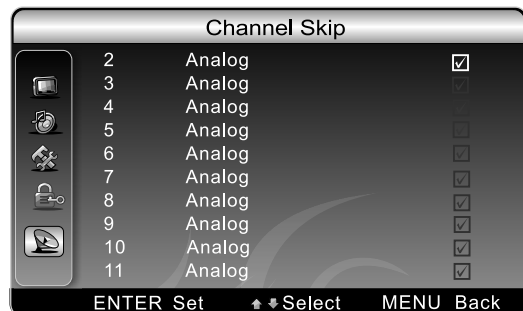 Channel Skip
2 Analog
3 Analog
4 Analog
5 Analog
6 Analog
7 Analog
8 Analog
9 Analog
10 Analog
11 Analog
ENTER Set Select MENU Back